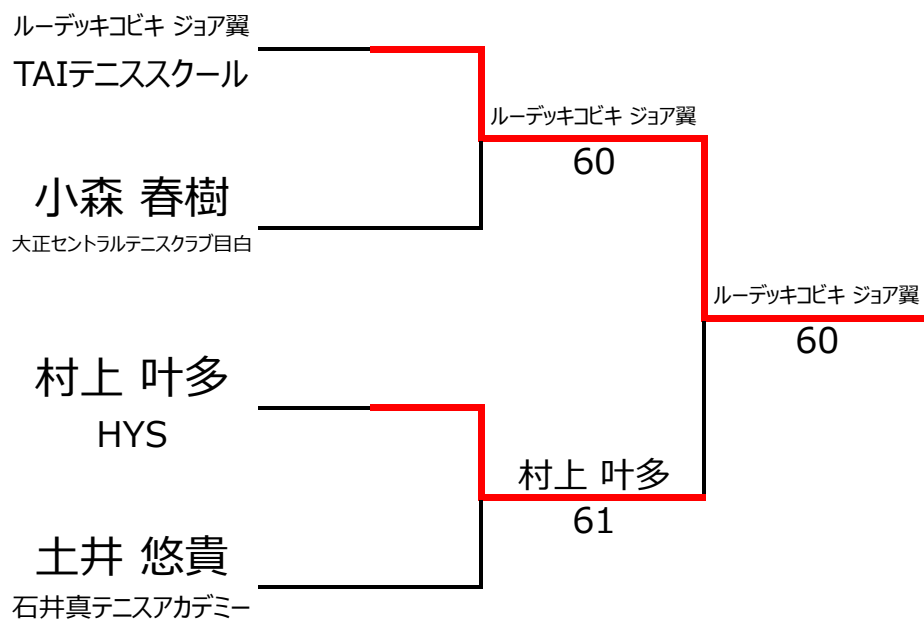 ルーデッキコビキ ジョア翼
TAIテニススクール
ルーデッキコビキ ジョア翼
60
小森 春樹
大正セントラルテニスクラブ目白
ルーデッキコビキ ジョア翼
60
村上 叶多
HYS
村上 叶多
61
土井 悠貴
石井真テニスアカデミー